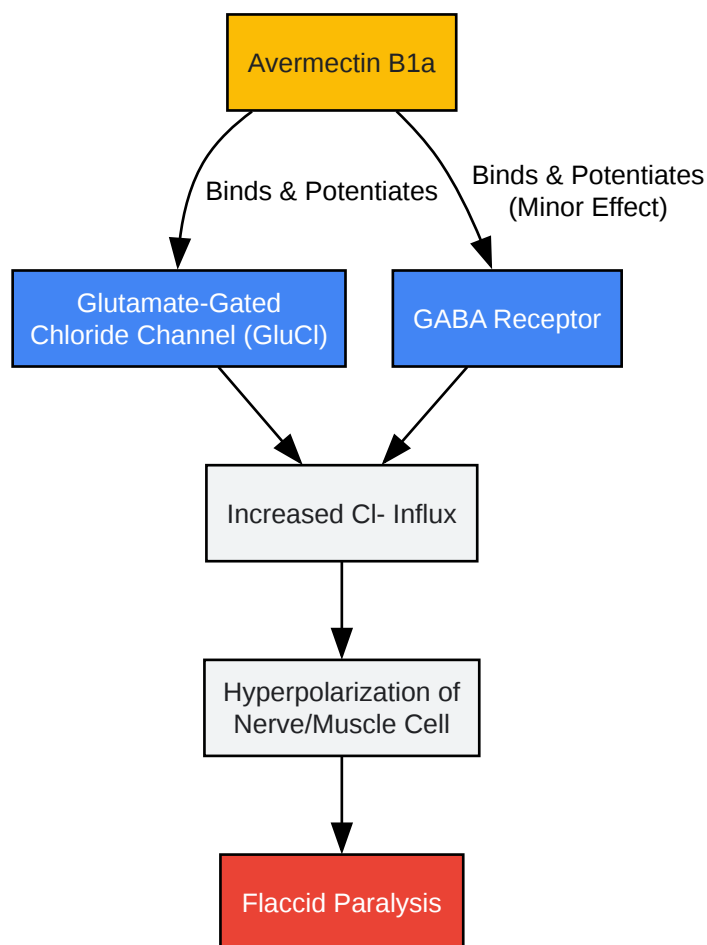 Avermectin B1a
Binds & Potentiates
Binds & Potentiates
(Minor Effect)
Glutamate-Gated
Chloride Channel (GluCl)
GABA Receptor
Increased Cl- Influx
Hyperpolarization of
Nerve/Muscle Cell
Flaccid Paralysis